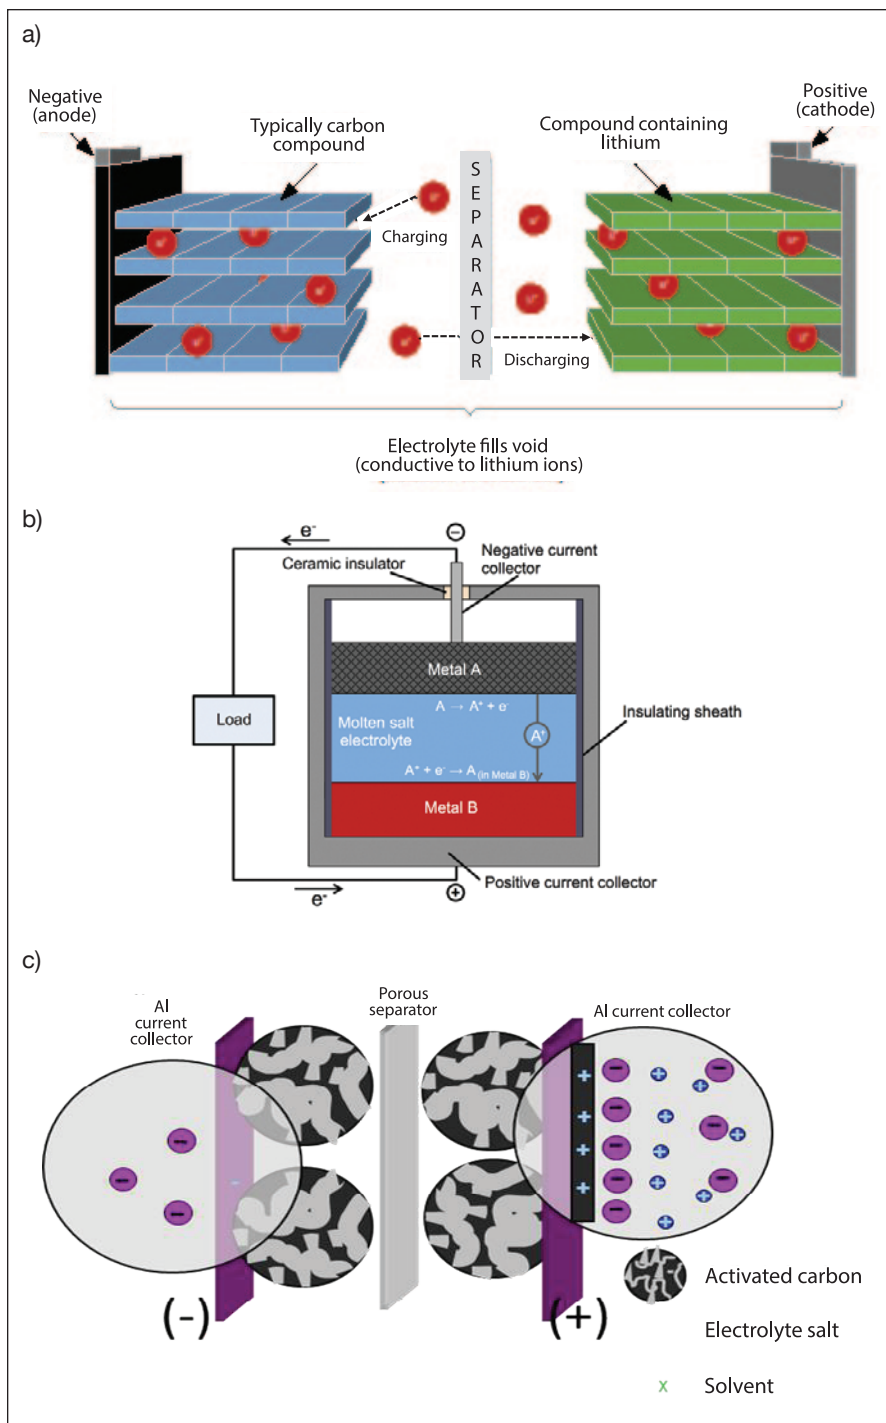 a)
Negative
(anode)
Typically carbon
compound
Compound containing
lithium
Positive
(cathode)
SEPARATOR
Charging
Discharging
Electrolyte fills void
(conductive to lithium ions)
b)
e-
Ceramic insulator
Negative current
collector
Metal A
A → A+ + e-
Load
Molten salt
electrolyte
A+
Insulating sheath
A+ + e- → A (in Metal B)
Metal B
Positive current collector
e-
c)
Al
current
collector
Porous
separator
Al current collector
(-)
(+)
Activated carbon
Electrolyte salt
x Solvent